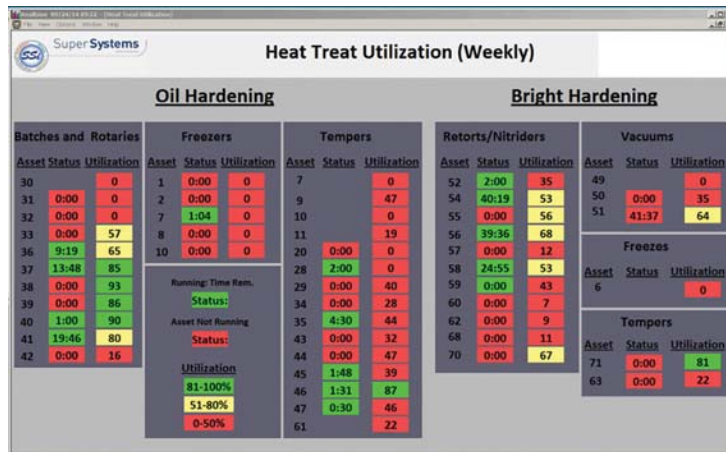 SSi Super Systems
Heat Treat Utilization (Weekly)
Oil Hardening
Batches and Rotaries
Asset Status Utilization
30 0
31 0:00 0
32 0:00 0
33 0:00 57
36 9:19 65
37 13:48 85
38 0:00 93
39 0:00 86
40 1:00 90
41 19:46 80
42 0:00 16
Freezers
Asset Status Utilization
1 0:00 0
2 0:00 0
7 1:04 0
8 0:00 0
10 0:00 0
Running: Time Rem.
Status:
Asset Not Running
Status:
Utilization
81-100%
51-80%
0-50%
Tempers
Asset Status Utilization
7 0
9 47
10 0
11 19
20 0:00 0
28 2:00 0
29 0:00 40
34 0:00 28
35 4:30 44
43 0:00 32
44 0:00 47
45 1:48 39
46 1:31 87
47 0:30 46
61 22
Bright Hardening
Retorts/Nitriders
Asset Status Utilization
52 2:00 35
54 40:19 53
55 0:00 56
56 39:36 68
57 0:00 12
58 24:55 53
59 0:00 43
60 0:00 7
62 0:00 9
68 0:00 11
70 0:00 67
Vacuums
Asset Status Utilization
49 0
50 0:00 35
51 41:37 64
Freezes
Asset Status Utilization
6 0
Tempers
Asset Status Utilization
71 0:00 81
63 0:00 22